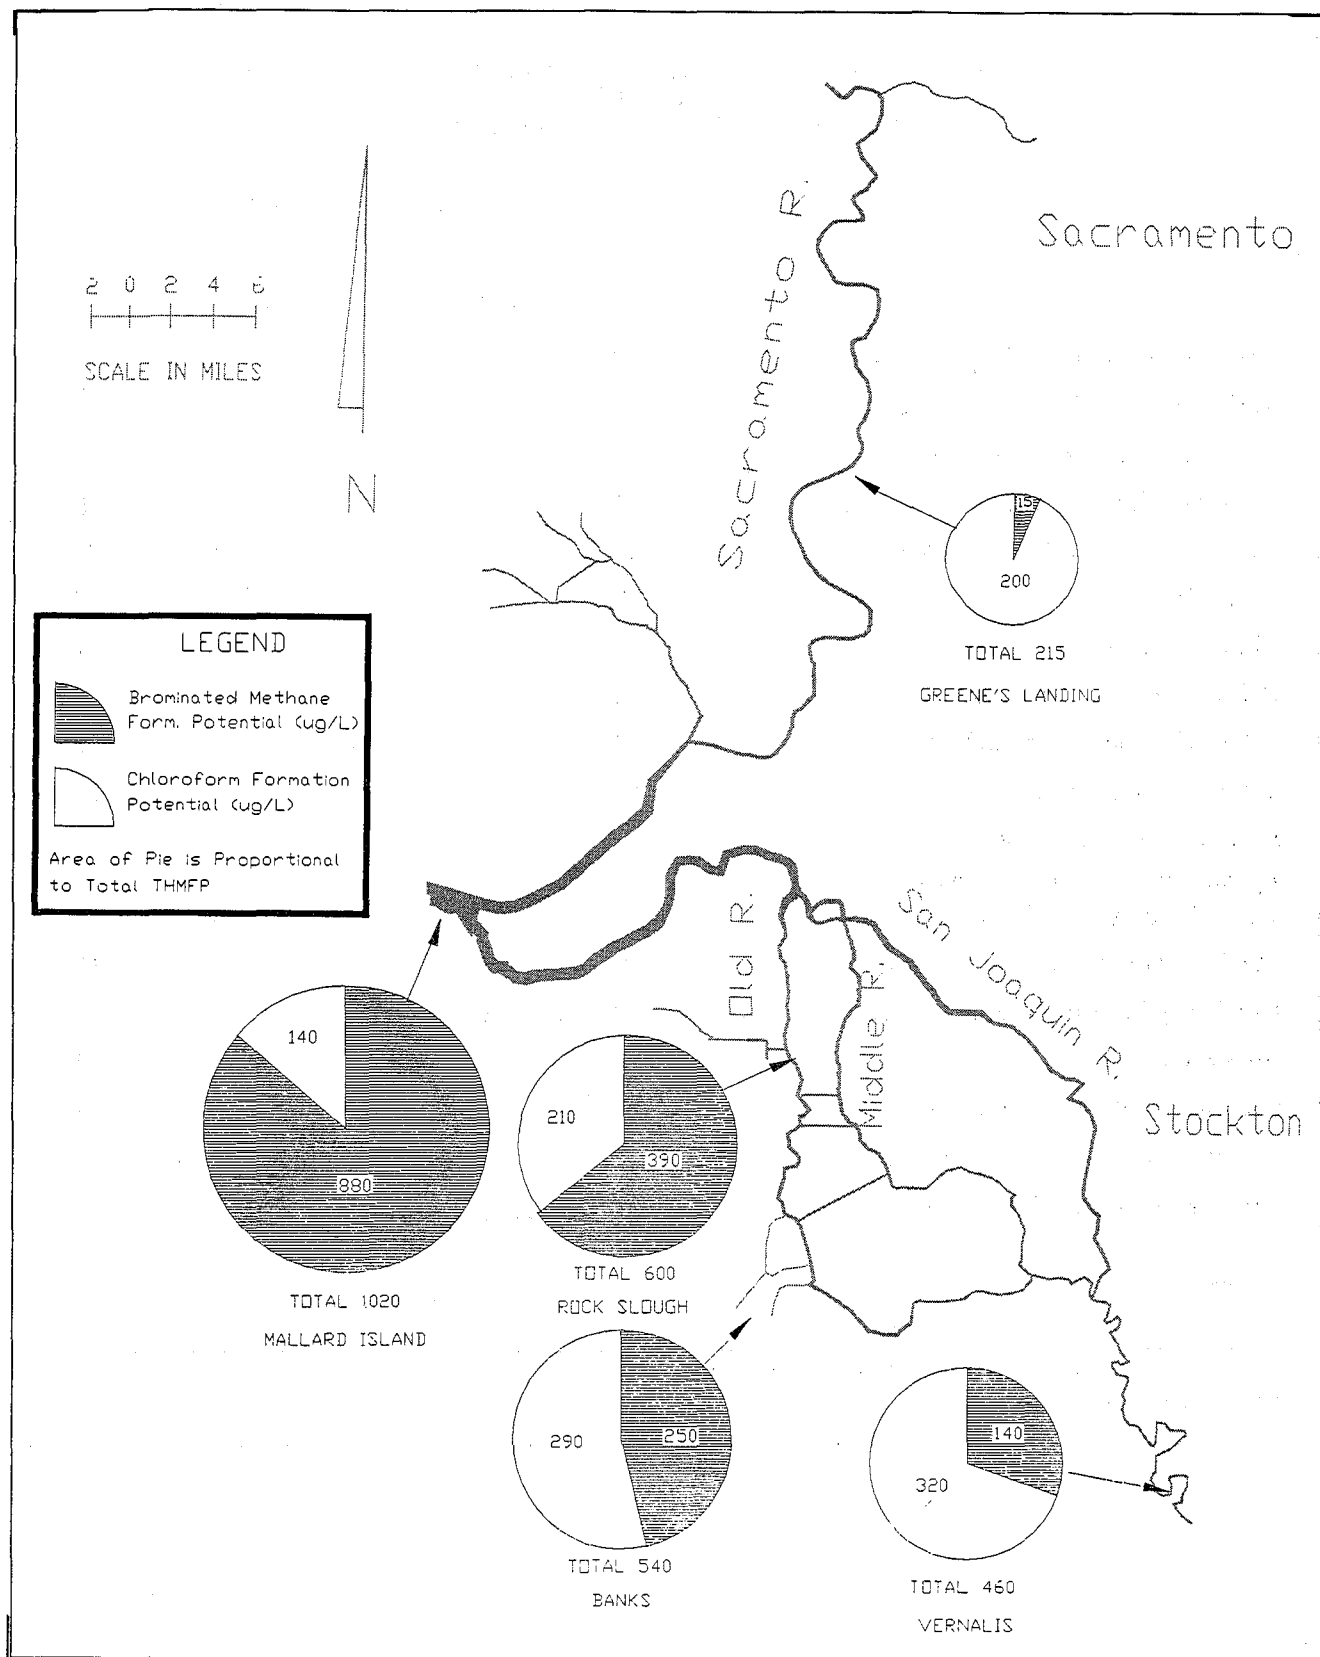 Sacramento R.
Sacramento
2 0 2 4 6
SCALE IN MILES
N
15
200
TOTAL 215
GREENE'S LANDING
LEGEND
Brominated Methane
Form. Potential (ug/L)
Chloroform Formation
Potential (ug/L)
Area of Pie is Proportional
to Total THMFP
Old R.
Middle R.
San Joaquin R.
Stockton
140
880
TOTAL 1020
MALLARD ISLAND
210
390
TOTAL 600
ROCK SLOUGH
290
250
TOTAL 540
BANKS
140
320
TOTAL 460
VERNALIS